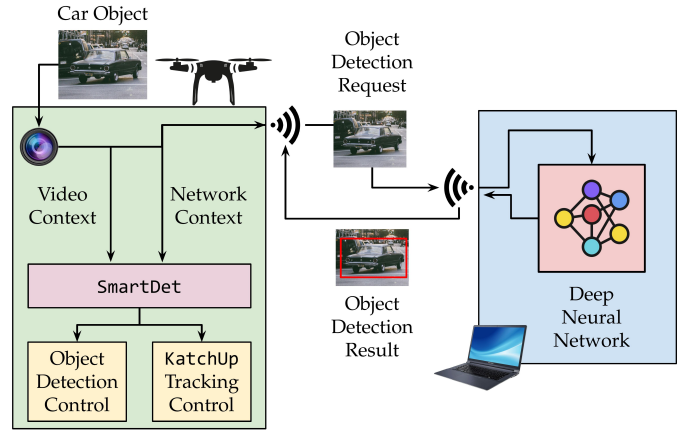 Car Object
Object
Detection
Request
Video
Context
Network
Context
SmartDet
Object
Detection
Control
KatchUp
Tracking
Control
Object
Detection
Result
Deep
Neural
Network